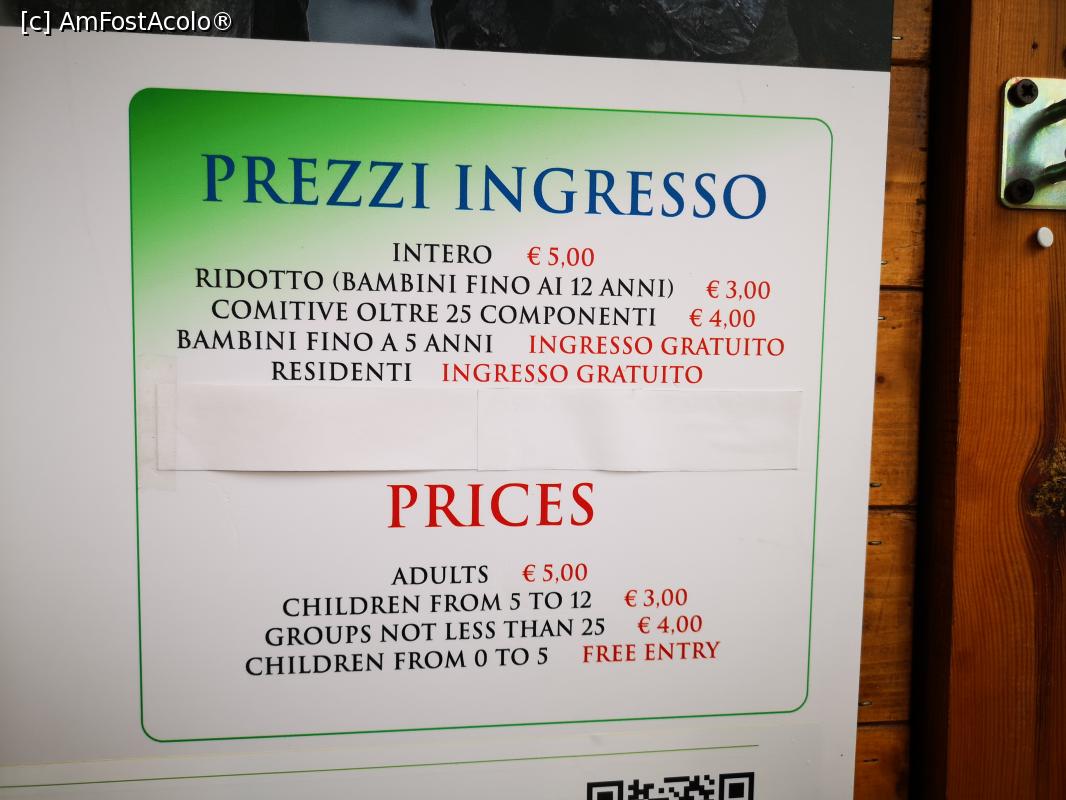 [c] AmFostAcolo®
PREZZI INGRESSO
INTERO € 5,00
RIDOTTO (BAMBINI FINO AI 12 ANNI) € 3,00
COMITIVE OLTRE 25 COMPONENTI € 4,00
BAMBINI FINO A 5 ANNI INGRESSO GRATUITO
RESIDENTI INGRESSO GRATUITO
PRICES
ADULTS € 5,00
CHILDREN FROM 5 TO 12 € 3,00
GROUPS NOT LESS THAN 25 € 4,00
CHILDREN FROM 0 TO 5 FREE ENTRY